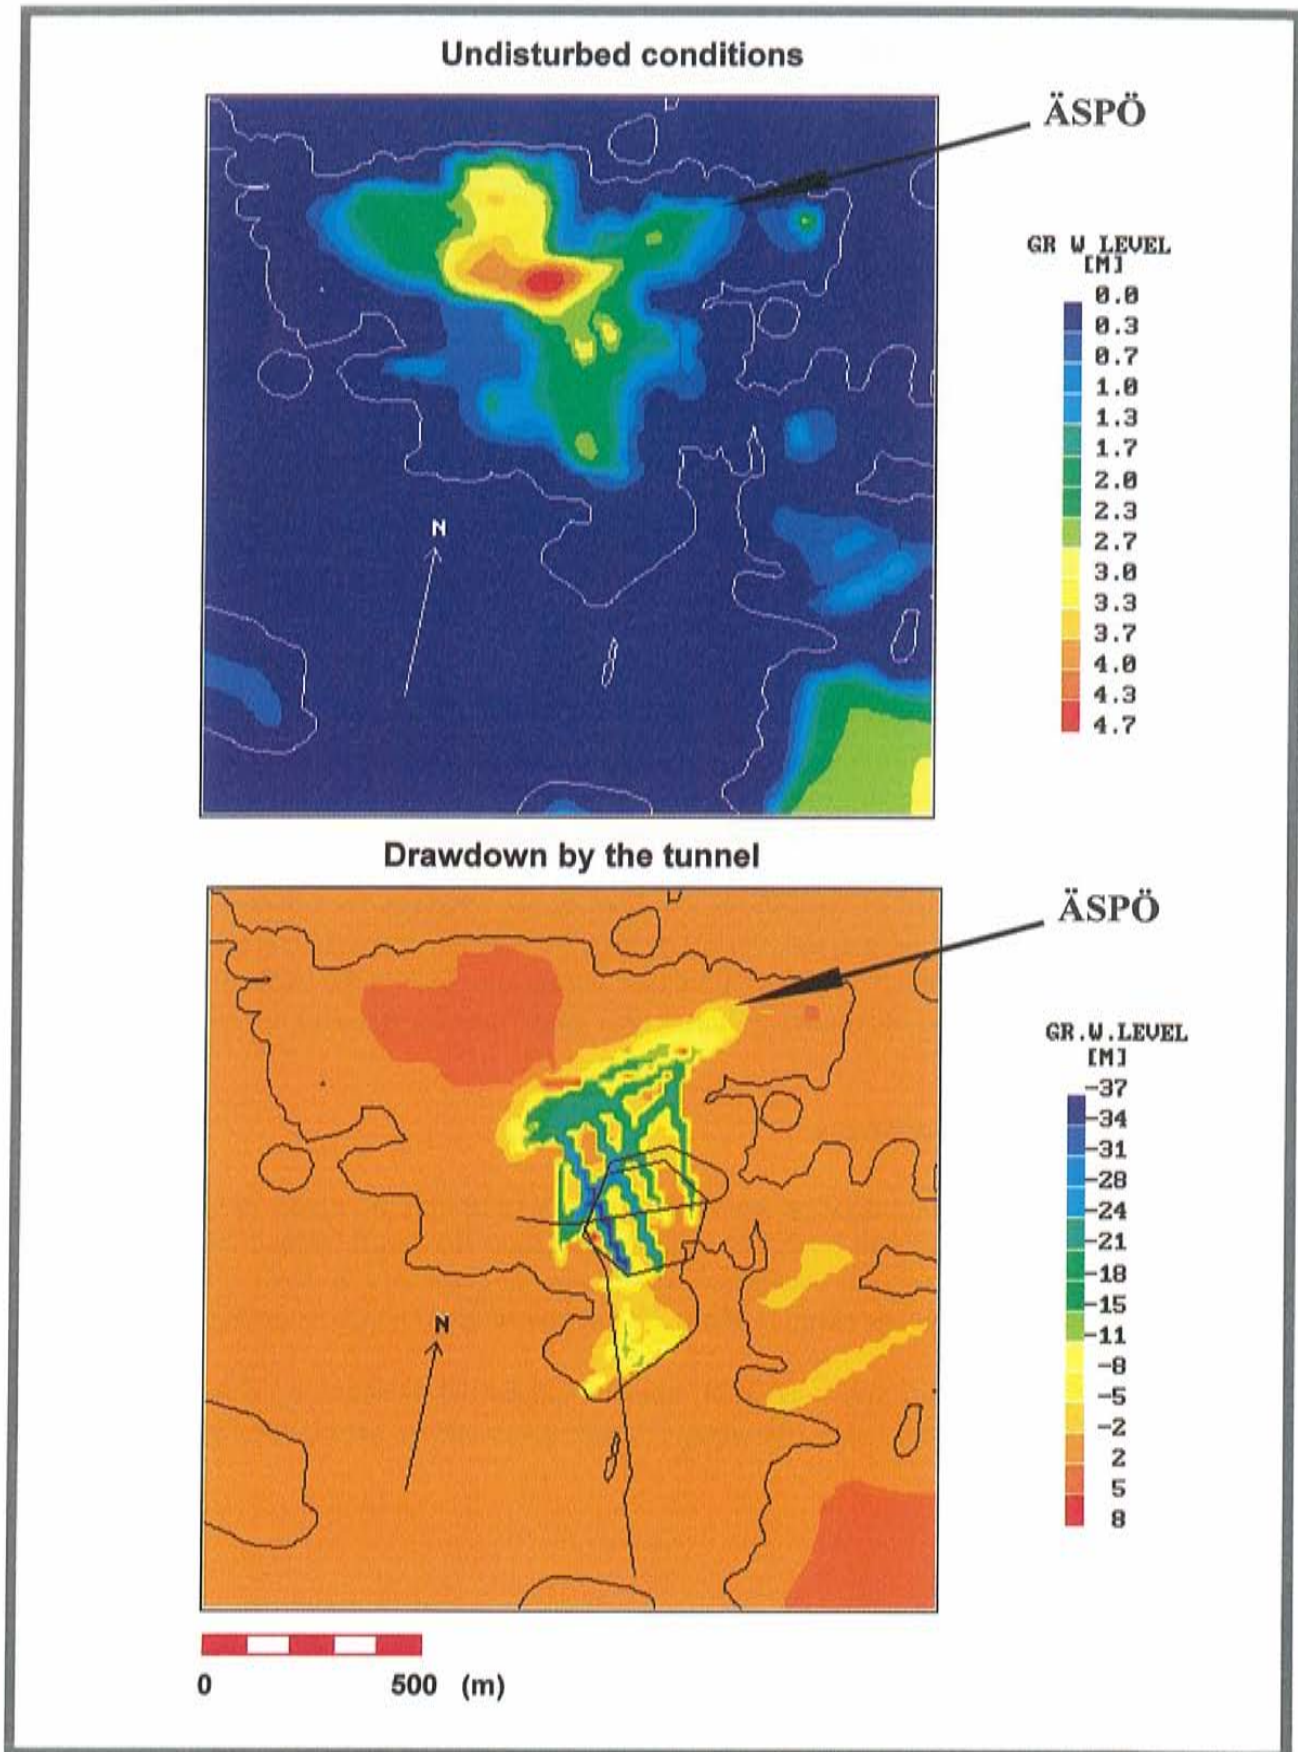 Undisturbed conditions
ÄSPÖ
GR W LEVEL
[M]
0.0
0.3
0.7
1.0
1.3
1.7
2.0
2.3
2.7
3.0
3.3
3.7
4.0
4.3
4.7
N
Drawdown by the tunnel
ÄSPÖ
GR.W.LEVEL
[M]
-37
-34
-31
-28
-24
-21
-18
-15
-11
-8
-5
-2
2
5
8
N
0 500 (m)